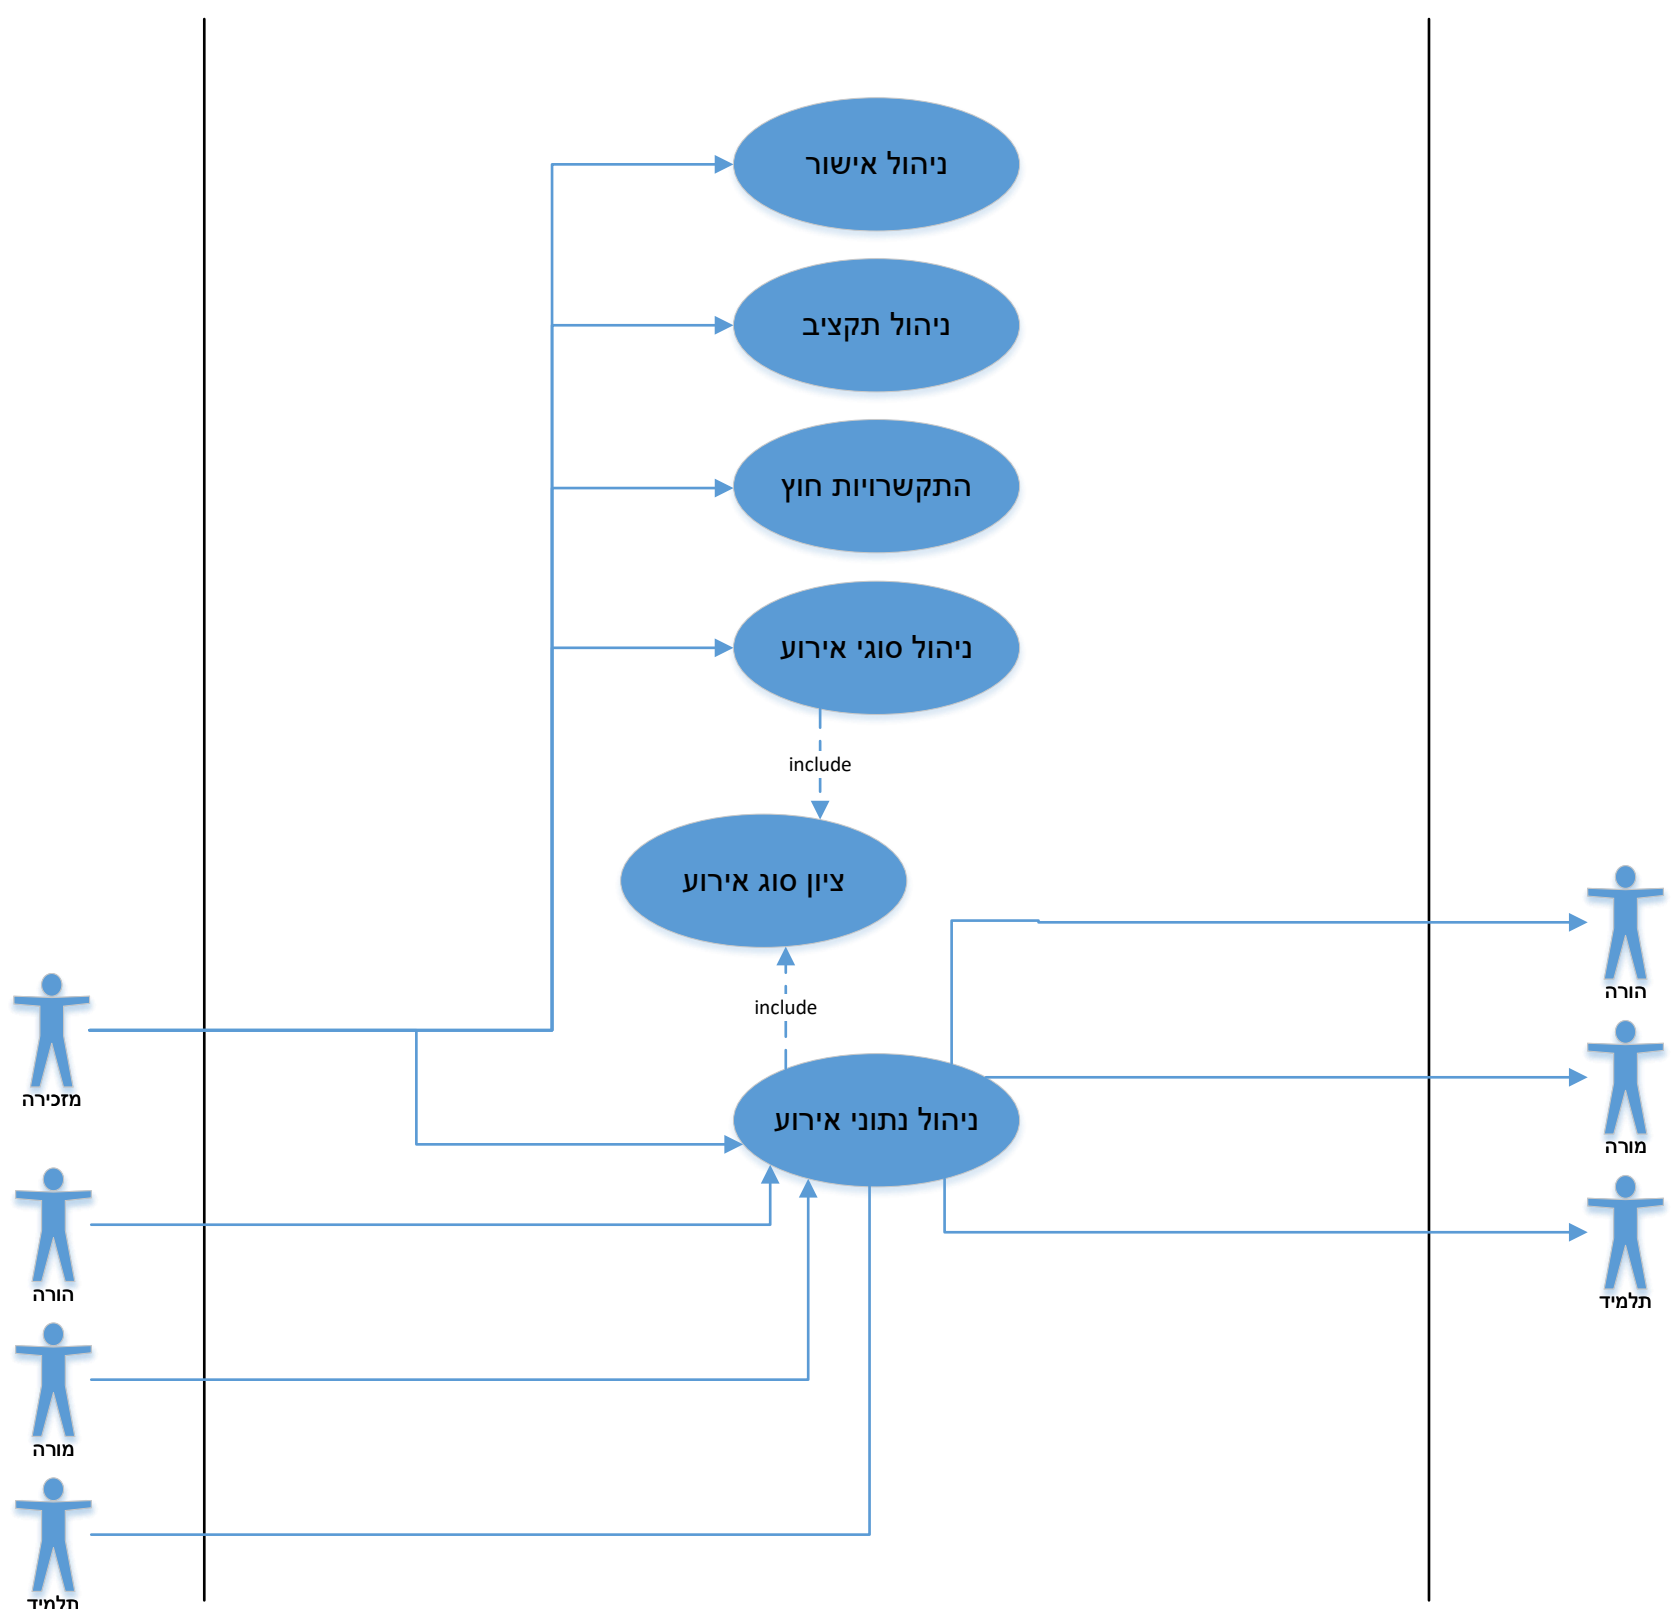 ניהול אישור
ניהול תקציב
התקשרויות חוץ
ניהול סוגי אירוע
include
ציון סוג אירוע
include
ניהול נתוני אירוע
מזכירה
הורה
מורה
תלמיד
הורה
מורה
תלמיד